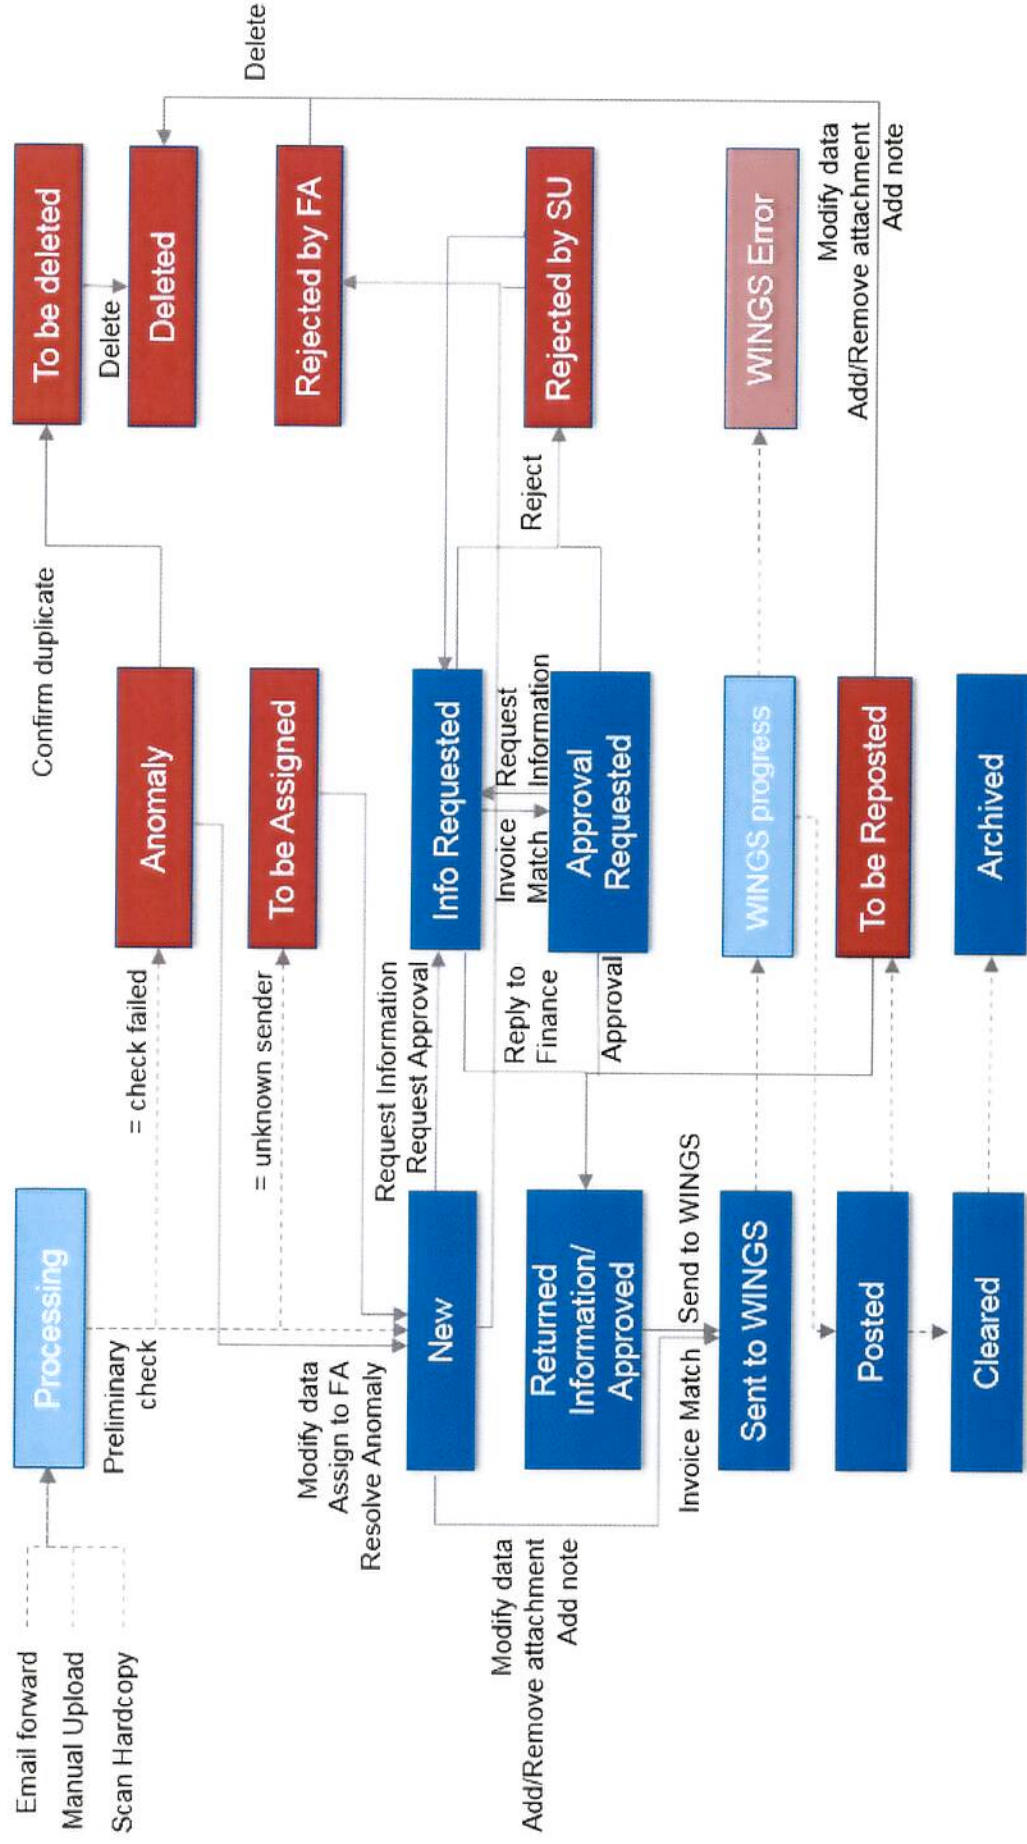 Email forward
Manual Upload
Scan Hardcopy
Processing
Preliminary
check
= check failed
Anomaly
Confirm duplicate
To be deleted
Delete
Deleted
Delete
= unknown sender
To be Assigned
Rejected by FA
Modify data
Assign to FA
Resolve Anomaly
New
Request Information
Request Approval
Info Requested
Invoice
Match
Request
Information
Reject
Rejected by SU
Reply to
Finance
Approval
Requested
Approval
Returned
Information/
Approved
Modify data
Add/Remove attachment
Add note
Invoice Match
Send to WINGS
Sent to WINGS
WINGS progress
WINGS Error
Posted
To be Reposted
Modify data
Add/Remove attachment
Add note
Cleared
Archived